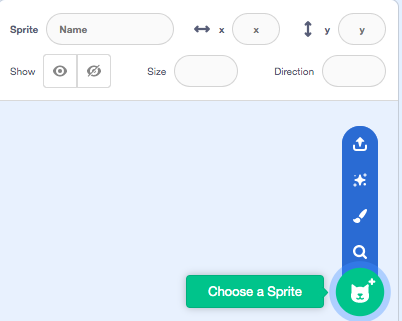 Sprite Name x x y y
Show Size Direction
Choose a Sprite